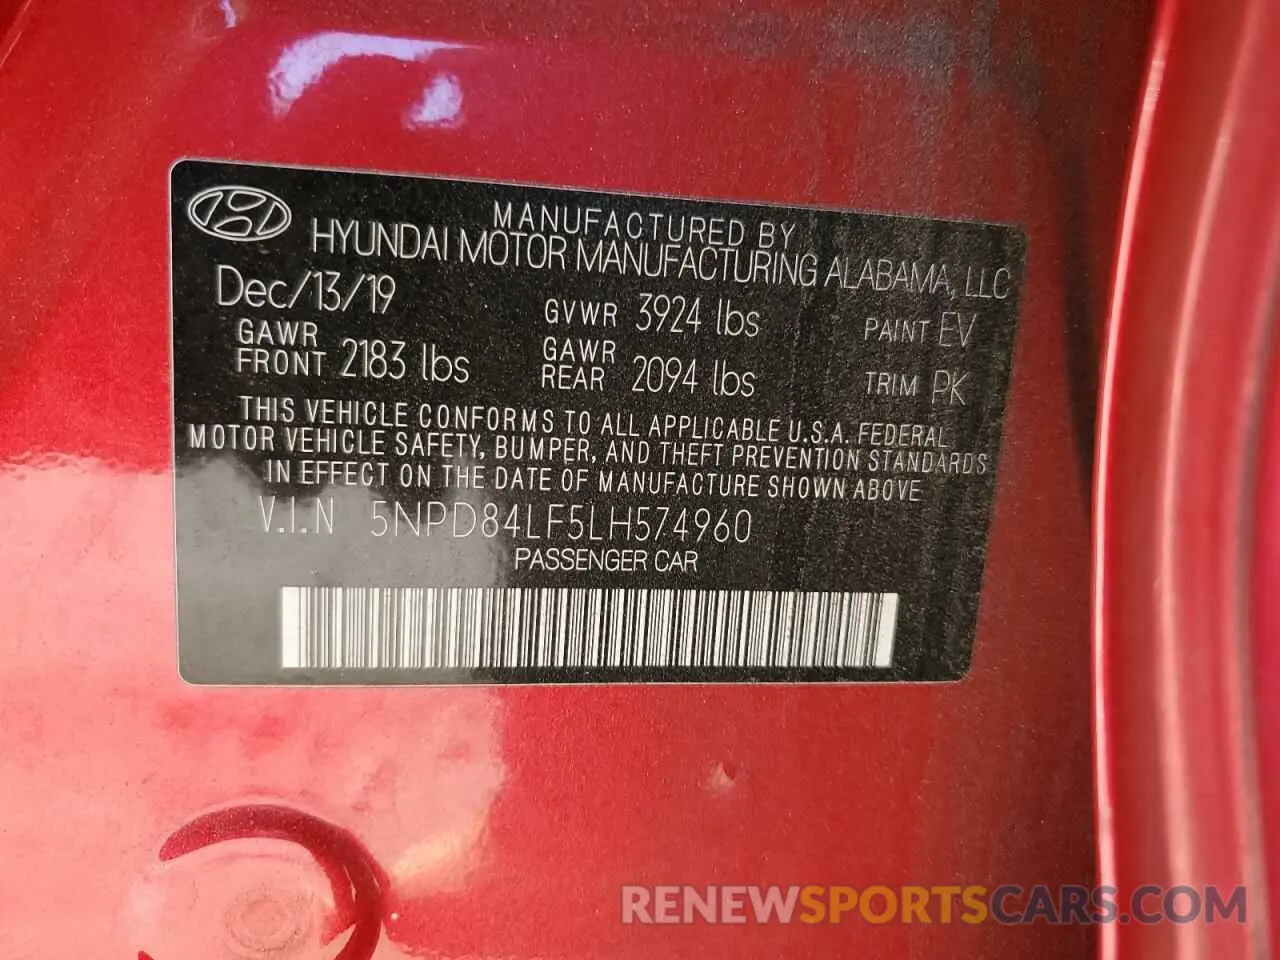 MANUFACTURED BY
HYUNDAI MOTOR MANUFACTURING ALABAMA, LLC
Dec/13/19 GVWR 3924 lbs PAINT EV
GAWR FRONT 2183 lbs GAWR REAR 2094 lbs TRIM PK
THIS VEHICLE CONFORMS TO ALL APPLICABLE U.S.A. FEDERAL
MOTOR VEHICLE SAFETY, BUMPER, AND THEFT PREVENTION STANDARDS
IN EFFECT ON THE DATE OF MANUFACTURE SHOWN ABOVE
V.I.N 5NPD84LF5LH574960
PASSENGER CAR
RENEWSPORTSCARS.COM